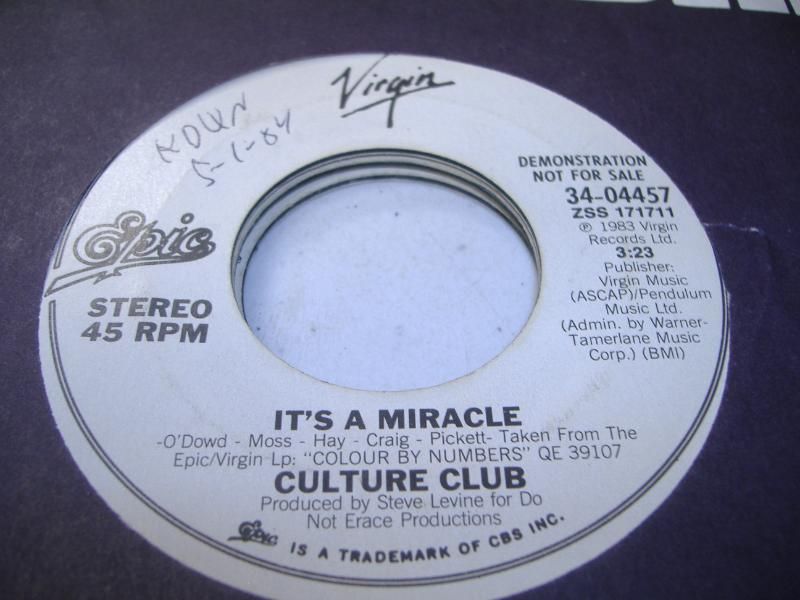 Virgin
KOWN
5-1-84
DEMONSTRATION
NOT FOR SALE
34-04457
ZSS 171711
℗ 1983 Virgin
Records Ltd.
3:23
Publisher:
Virgin Music
(ASCAP)/Pendulum
Music Ltd.
(Admin. by Warner-
Tamerlane Music
Corp.) (BMI)
Epic
STEREO
45 RPM
IT'S A MIRACLE
-O'Dowd - Moss - Hay - Craig - Pickett- Taken From The
Epic/Virgin Lp: "COLOUR BY NUMBERS" QE 39107
CULTURE CLUB
Produced by Steve Levine for Do
Not Erace Productions
Epic IS A TRADEMARK OF CBS INC.